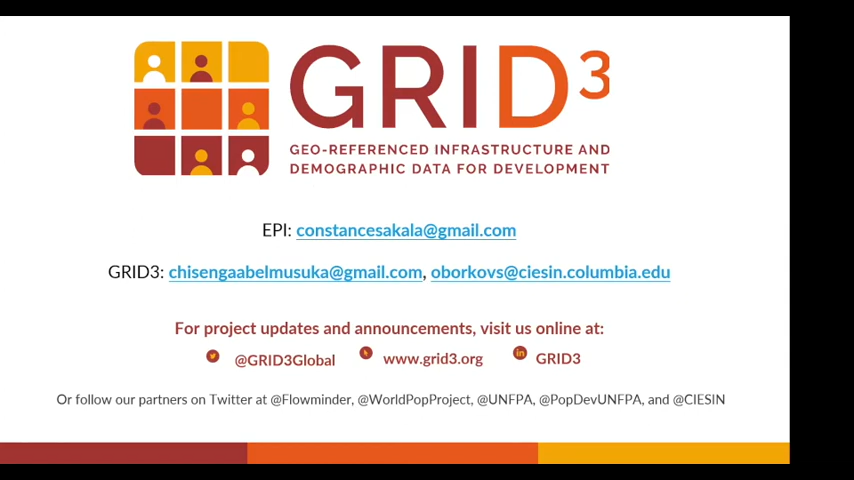 GRID3
GEO-REFERENCED INFRASTRUCTURE AND
DEMOGRAPHIC DATA FOR DEVELOPMENT
EPI: constancesakala@gmail.com
GRID3: chisengaabelmusuka@gmail.com, oborkovs@ciesin.columbia.edu
For project updates and announcements, visit us online at:
@GRID3Global www.grid3.org in GRID3
Or follow our partners on Twitter at @Flowminder, @WorldPopProject, @UNFPA, @PopDevUNFPA, and @CIESIN